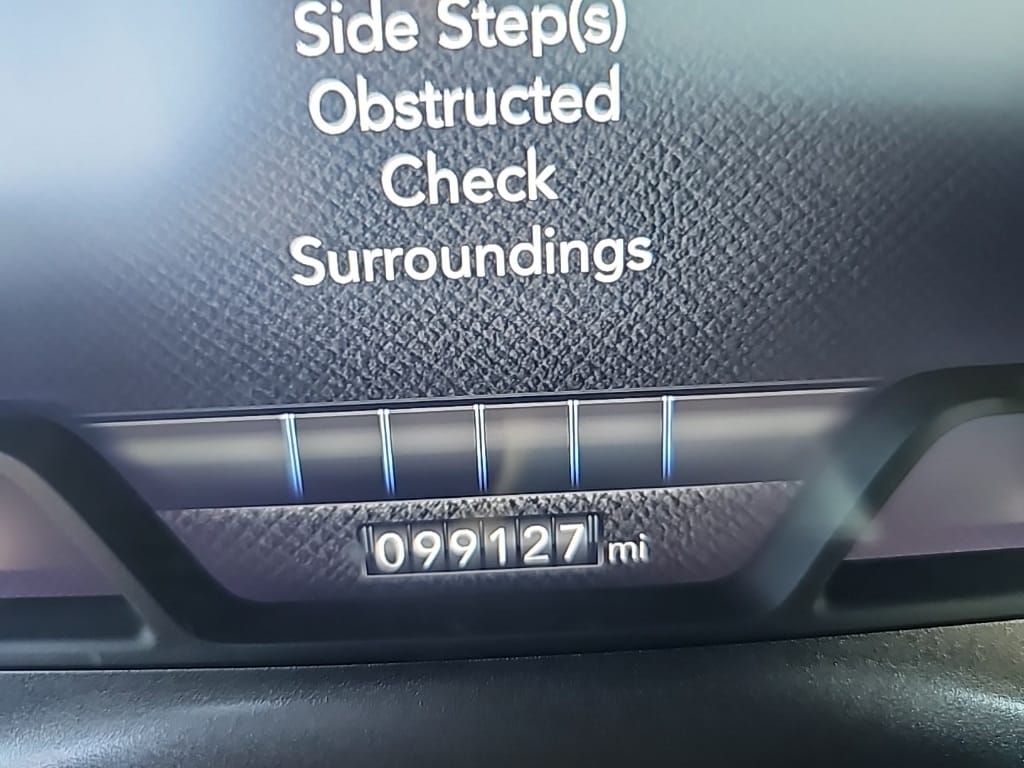 Side Step(s)
Obstructed
Check
Surroundings
099127 mi